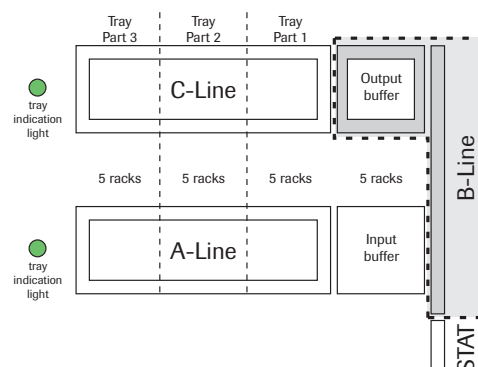 Tray
Part 3
Tray
Part 2
Tray
Part 1
C-Line
Output
buffer
tray
indication
light
B-Line
5 racks
5 racks
5 racks
5 racks
A-Line
Input
buffer
tray
indication
light
STAT